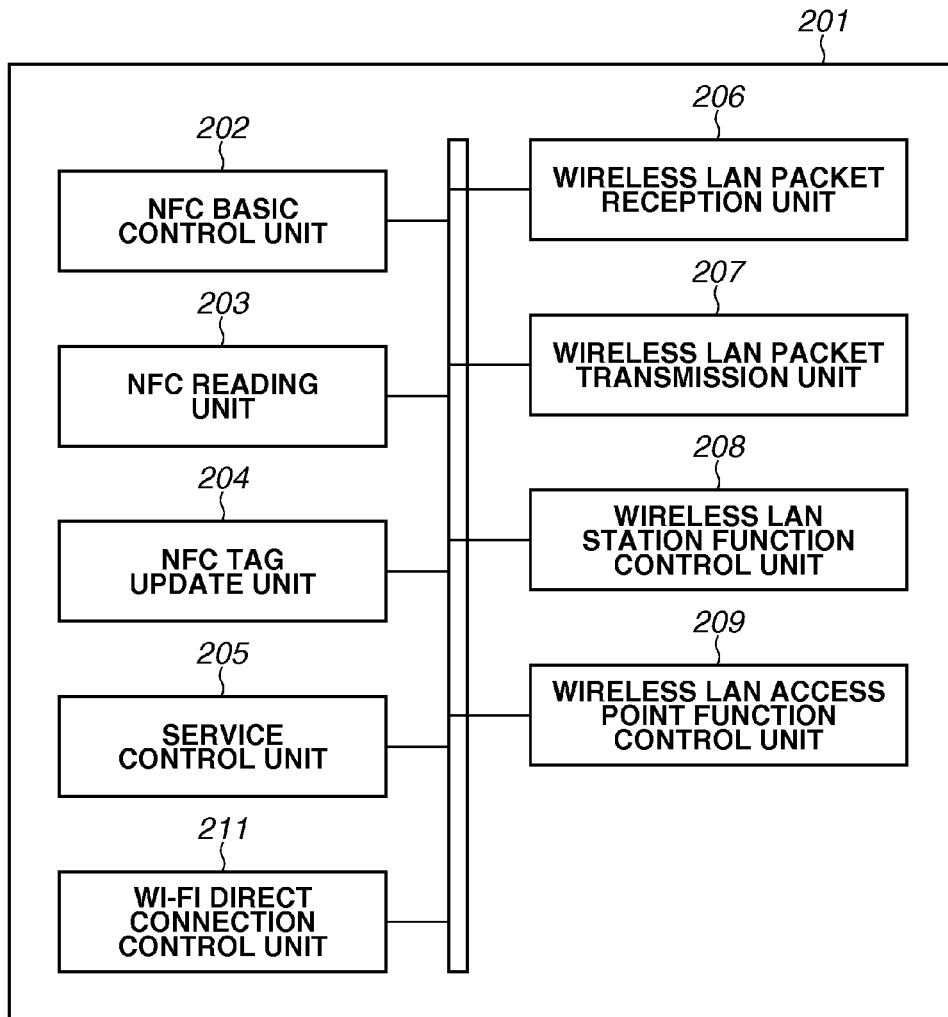 201
202
NFC BASIC
CONTROL UNIT
203
NFC READING
UNIT
204
NFC TAG
UPDATE UNIT
205
SERVICE
CONTROL UNIT
211
WI-FI DIRECT
CONNECTION
CONTROL UNIT
206
WIRELESS LAN PACKET
RECEPTION UNIT
207
WIRELESS LAN PACKET
TRANSMISSION UNIT
208
WIRELESS LAN
STATION FUNCTION
CONTROL UNIT
209
WIRELESS LAN ACCESS
POINT FUNCTION
CONTROL UNIT